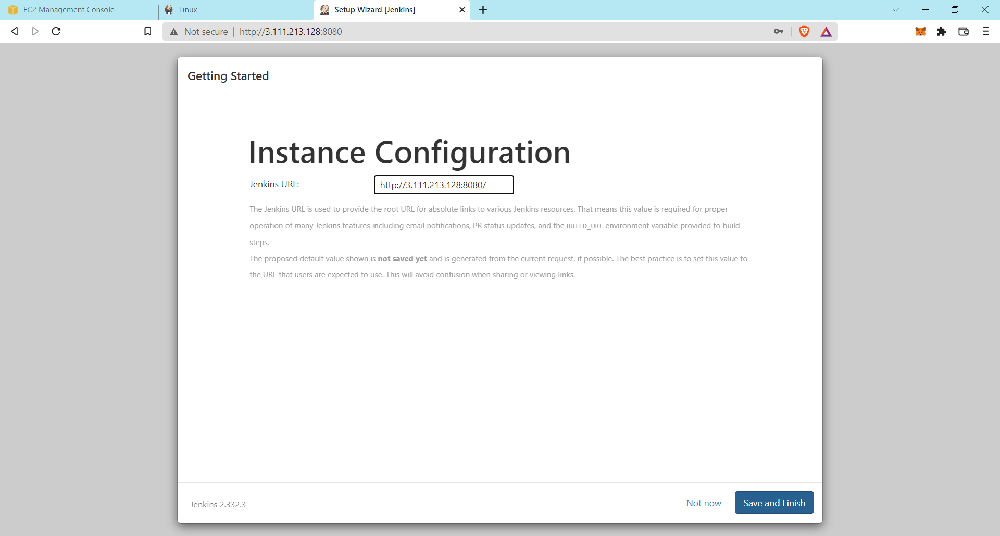 EC2 Management Console
Linux
Setup Wizard [Jenkins]
Not secure
http://3.111.213.128:8080
Getting Started
Instance Configuration
Jenkins URL:
http://3.111.213.128:8080/
The Jenkins URL is used to provide the root URL for absolute links to various Jenkins resources. That means this value is required for proper
operation of many Jenkins features including email notifications, PR status updates, and the BUILD_URL environment variable provided to build
steps.
The proposed default value shown is not saved yet and is generated from the current request, if possible. The best practice is to set this value to
the URL that users are expected to use. This will avoid confusion when sharing or viewing links.
Jenkins 2.332.3
Not now
Save and Finish